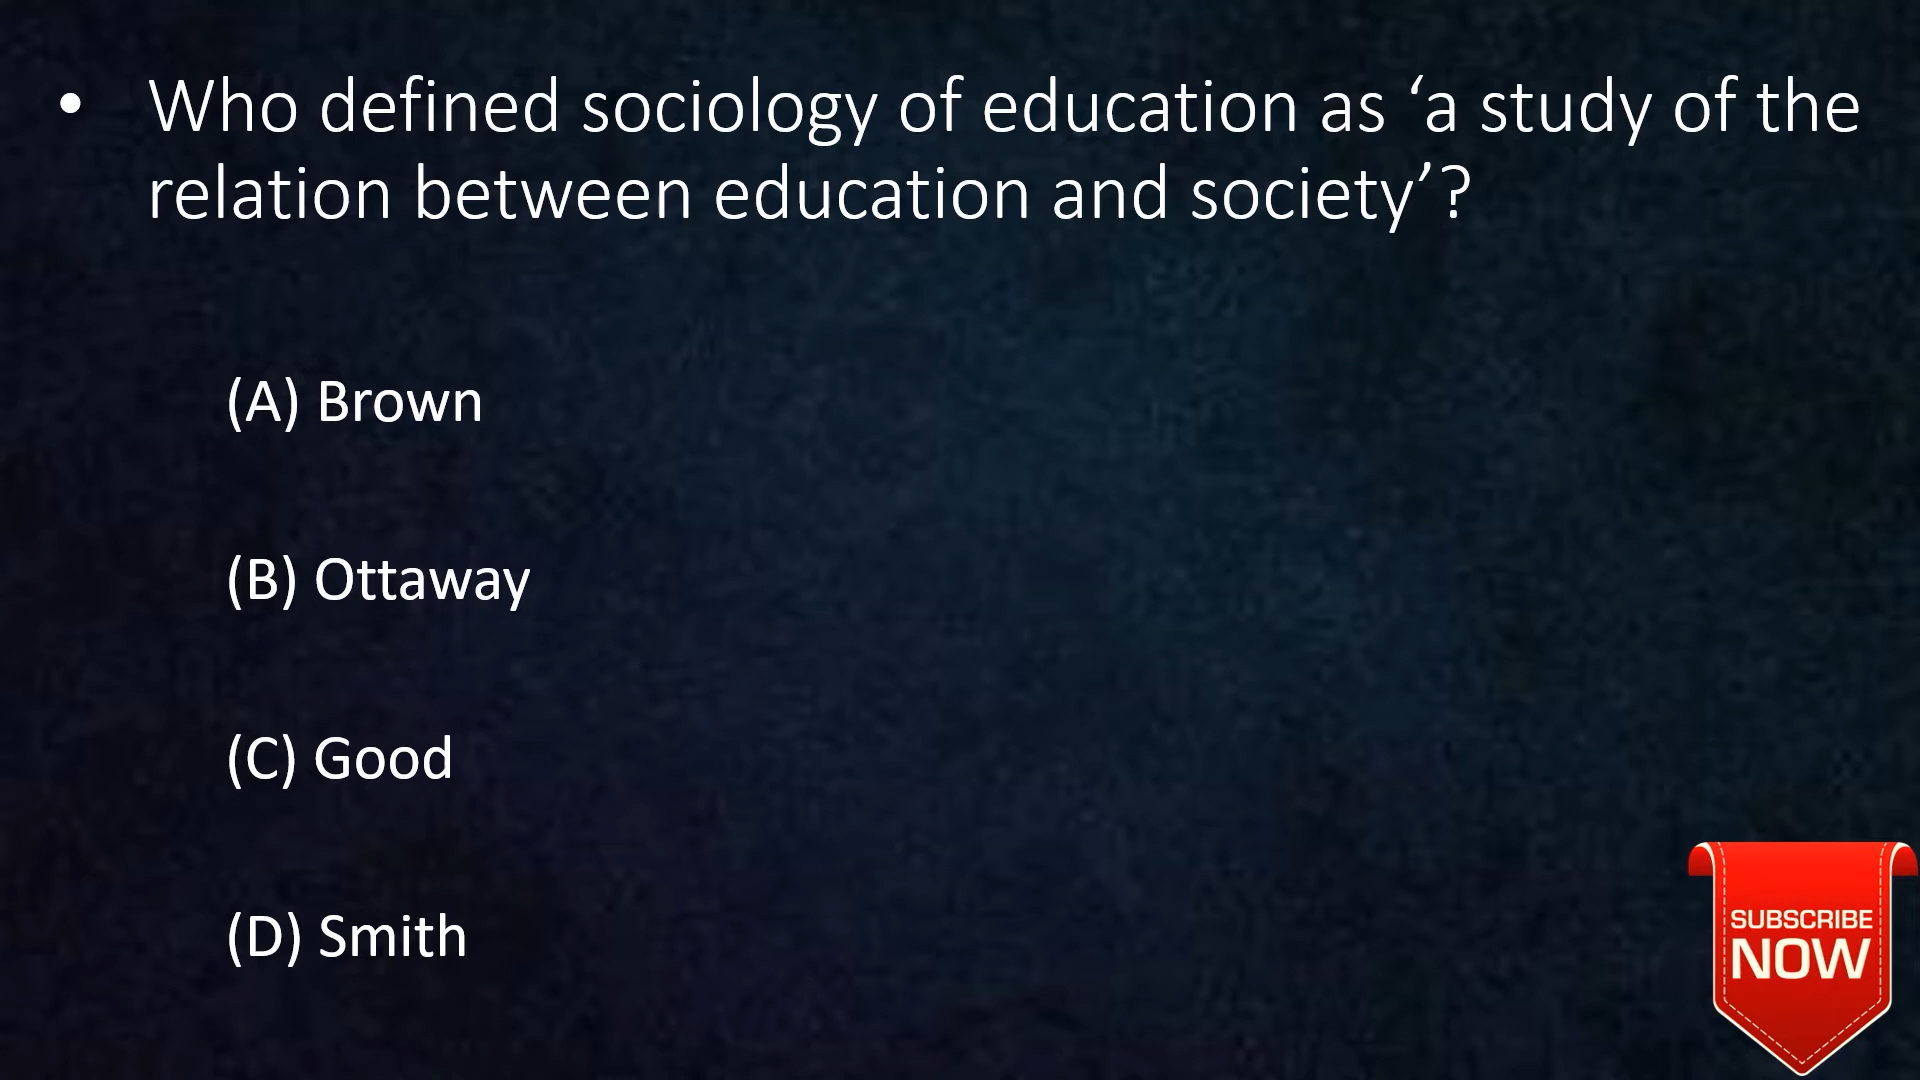 • Who defined sociology of education as ‘a study of the
relation between education and society’?
(A) Brown
(B) Ottaway
(C) Good
(D) Smith
SUBSCRIBE
NOW